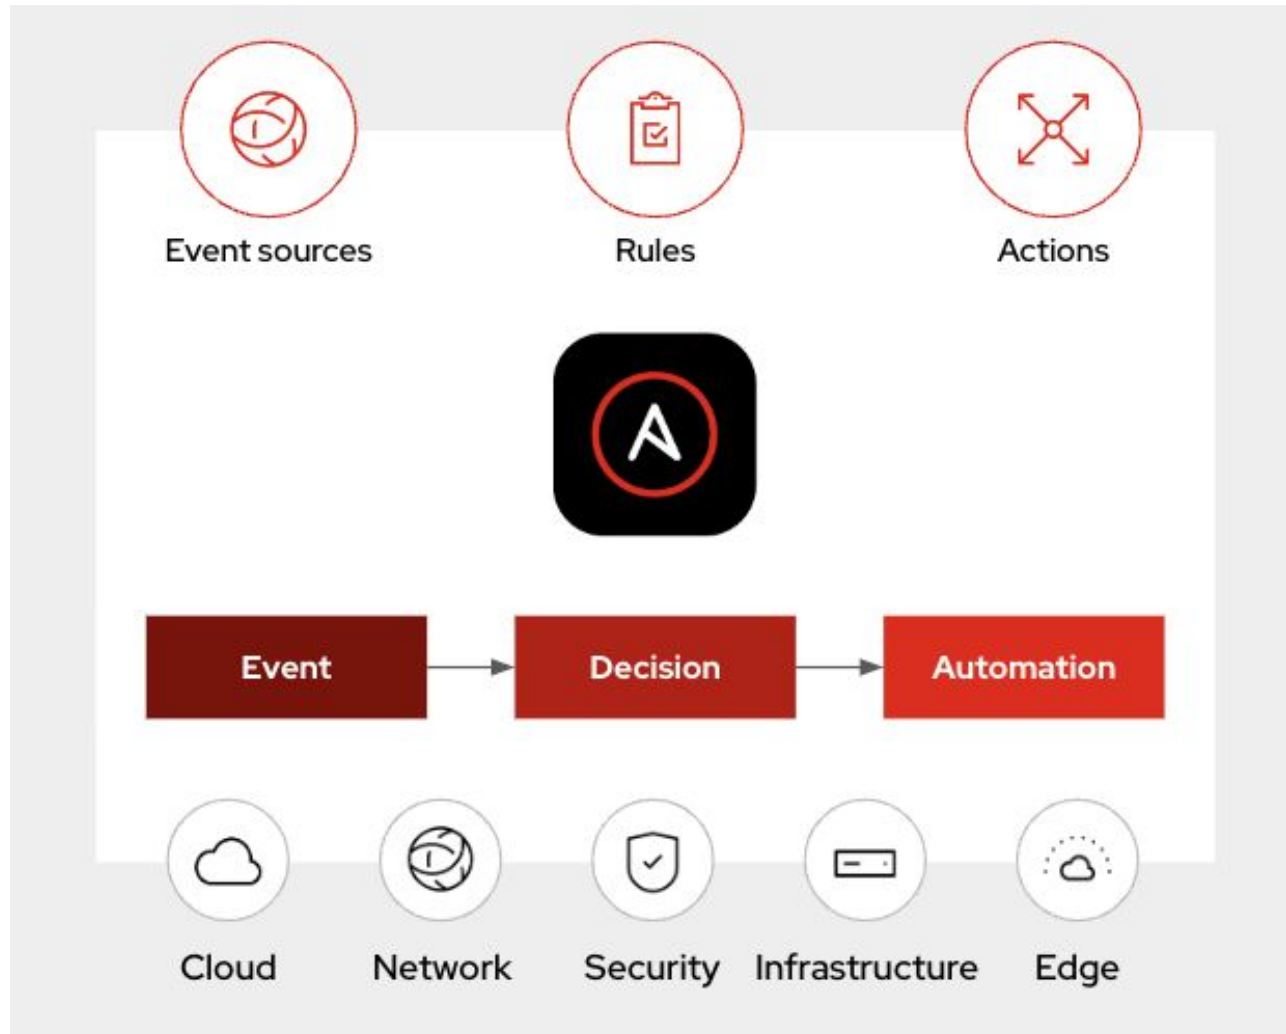 Event sources
Rules
Actions
Event
Decision
Automation
Cloud
Network
Security
Infrastructure
Edge